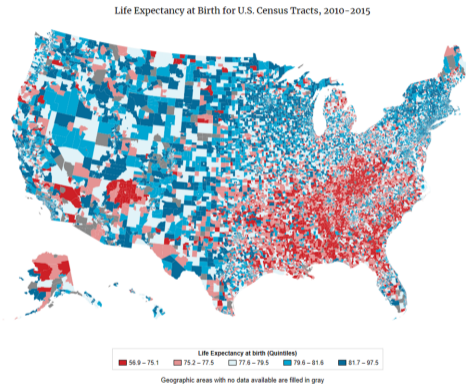 Life Expectancy at Birth for U.S. Census Tracts, 2010-2015
Life Expectancy at birth (Quintiles)
56.9 – 75.1 75.2 – 77.5 77.6 – 79.5 79.6 – 81.6 81.7 – 97.5
Geographic areas with no data available are filled in gray